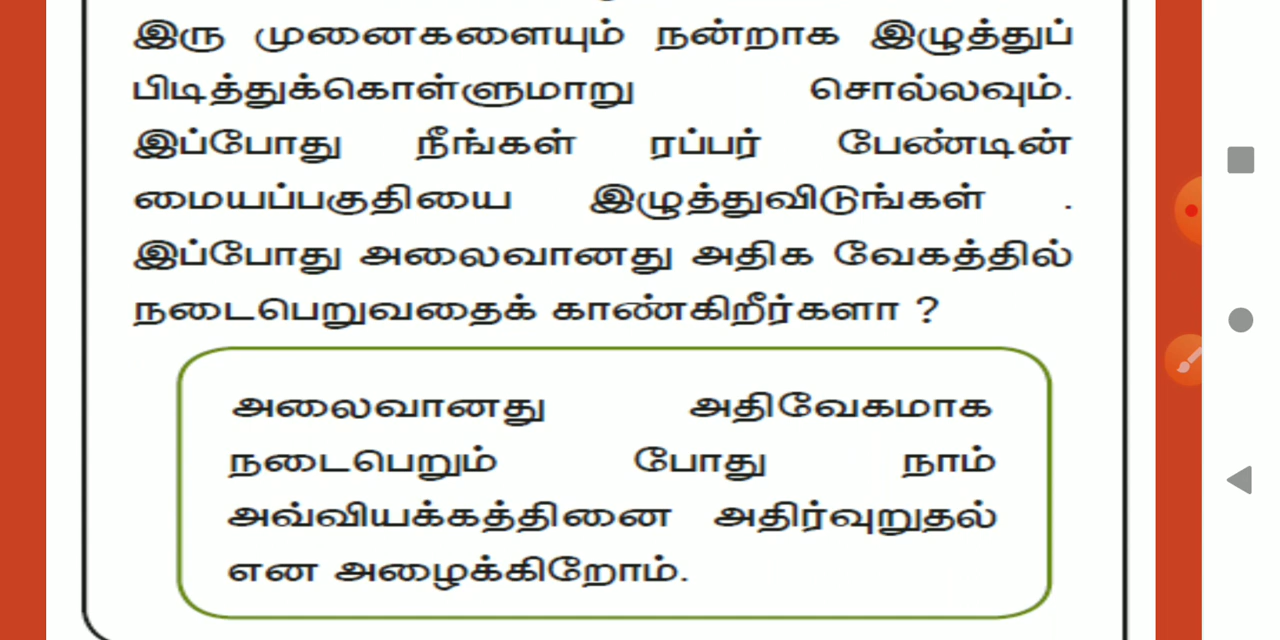 இரு முனைகளையும் நன்றாக இழுத்துப்
பிடித்துக்கொள்ளுமாறு சொல்லவும்.
இப்போது நீங்கள் ரப்பர் பேண்டின்
மையப்பகுதியை இழுத்துவிடுங்கள் .
இப்போது அலைவானது அதிக வேகத்தில்
நடைபெறுவதைக் காண்கிறீர்களா ?
அலைவானது அதிவேகமாக
நடைபெறும் போது நாம்
அவ்வியக்கத்தினை அதிர்வுறுதல்
என அழைக்கிறோம்.